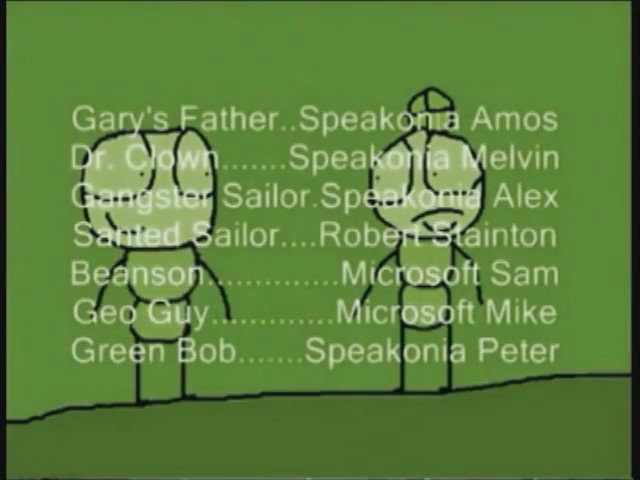 Gary's Father..Speakonia Amos
Dr. Clown.......Speakonia Melvin
Gangster Sailor.Speakonia Alex
Santed Sailor....Robert Stainton
Beanson..............Microsoft Sam
Geo Guy.............Microsoft Mike
Green Bob.......Speakonia Peter